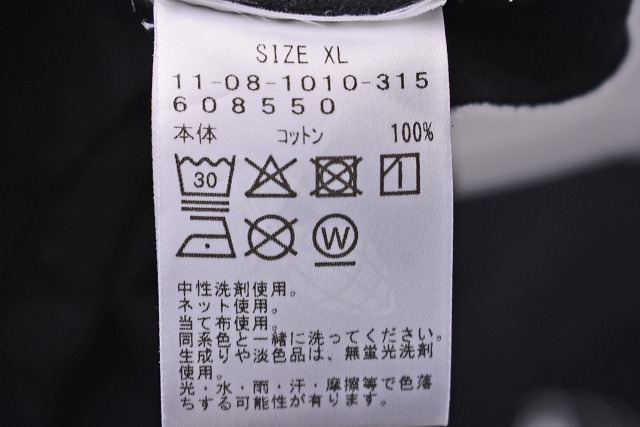 SIZE XL
11-08-1010-315
608550
本体 コットン 100%
30
W
中性洗剤使用。
ネット使用。
当て布使用。
同系色と一緒に洗ってください。
生成りや淡色品は、無蛍光洗剤
使用。
光・水・雨・汗・摩擦等で色落
ちする可能性が有ります。